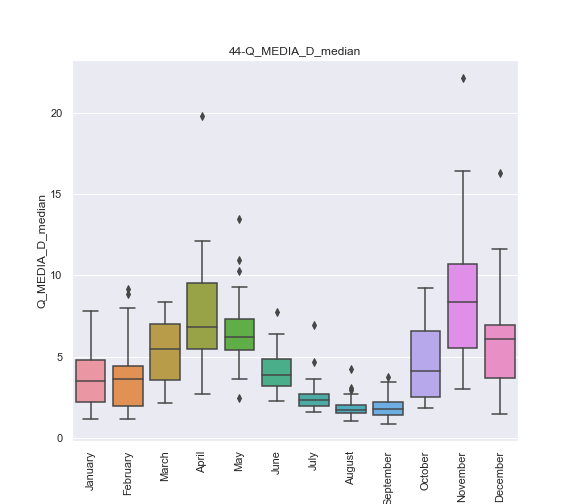 44-Q_MEDIA_D_median
Q_MEDIA_D_median
20
15
10
5
0
January
February
March
April
May
June
July
August
September
October
November
December